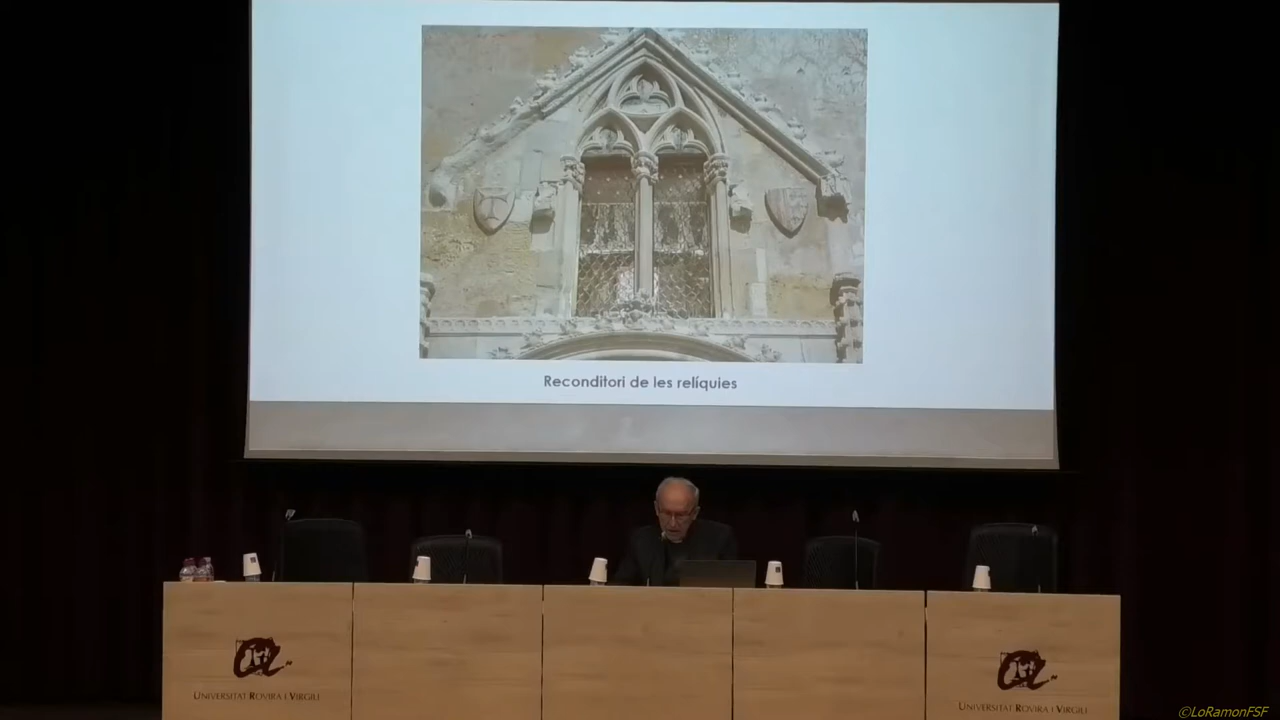 Reconditori de les relíquies
UNIVERSITAT ROVIRA I VIRGILI
UNIVERSITAT ROVIRA I VIRGILI
©LoRamonFSF